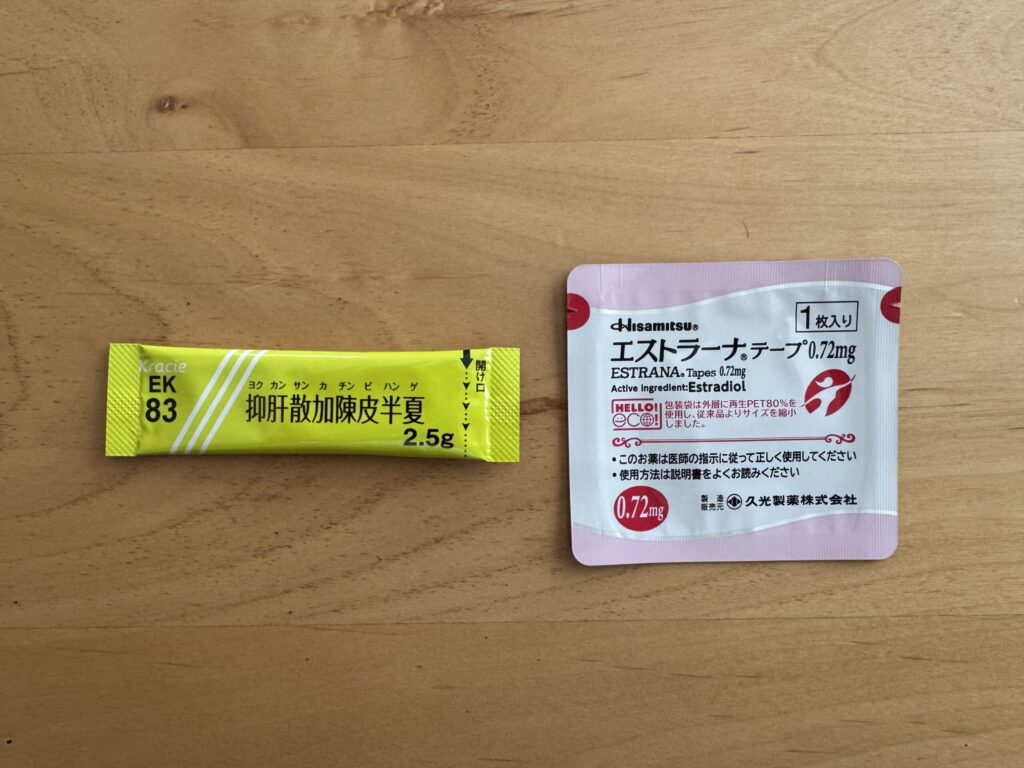 Kracie
EK
83
ヨク カン サン カ チン ピ ハン ゲ
抑肝散加陳皮半夏
2.5g
開け口
Hisamitsu®
1枚入り
エストラーナ®テープ0.72mg
ESTRANA® Tapes 0.72mg
Active Ingredient:Estradiol
HELLO!
eco
包装袋は外層に再生PET80%を
使用し、従来品よりサイズを縮小
しました。
•このお薬は医師の指示に従って正しく使用してください
•使用方法は説明書をよくお読みください
0.72mg
製造
販売元
久光製薬株式会社